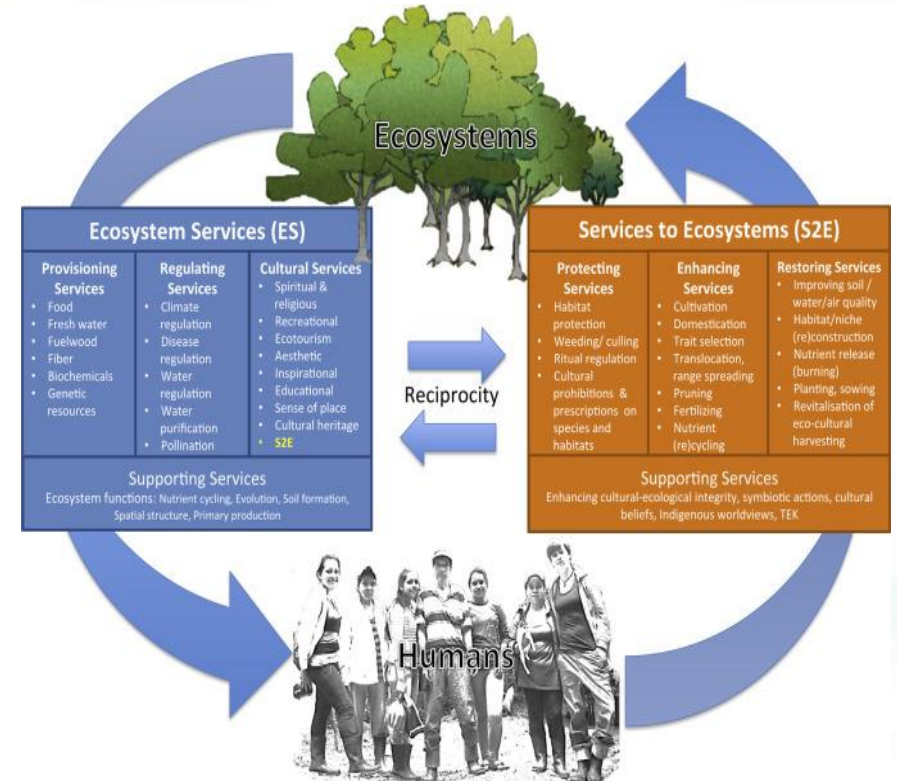 Ecosystems
Ecosystem Services (ES)
Provisioning
Services
• Food
• Fresh water
• Fuelwood
• Fiber
• Biochemicals
• Genetic
resources
Regulating
Services
• Climate
regulation
• Disease
regulation
• Water
regulation
• Water
purification
• Pollination
Cultural Services
• Spiritual &
religious
• Recreational
• Ecotourism
• Aesthetic
• Inspirational
• Educational
• Sense of place
• Cultural heritage
• S2E
Supporting Services
Ecosystem functions: Nutrient cycling, Evolution, Soil formation,
Spatial structure, Primary production
Reciprocity
Services to Ecosystems (S2E)
Protecting
Services
• Habitat
protection
• Weeding/ culling
• Ritual regulation
• Cultural
prohibitions &
prescriptions on
species and
habitats
Enhancing
Services
• Cultivation
• Domestication
• Trait selection
• Translocation,
range spreading
• Pruning
• Fertilizing
• Nutrient
(re)cycling
Restoring Services
• Improving soil /
water/air quality
• Habitat/niche
(re)construction
• Nutrient release
(burning)
• Planting, sowing
• Revitalisation of
eco-cultural
harvesting
Supporting Services
Enhancing cultural-ecological integrity, symbiotic actions, cultural
beliefs, Indigenous worldviews, TEK
Humans